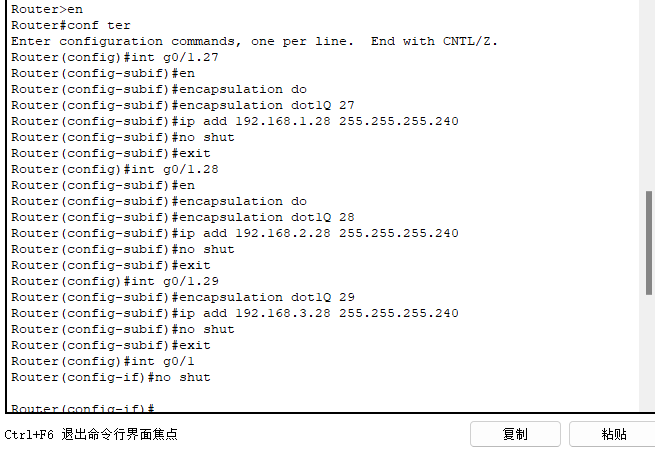 Router>en
Router#conf ter
Enter configuration commands, one per line.  End with CNTL/Z.
Router(config)#int g0/1.27
Router(config-subif)#en
Router(config-subif)#encapsulation do
Router(config-subif)#encapsulation dot1Q 27
Router(config-subif)#ip add 192.168.1.28 255.255.255.240
Router(config-subif)#no shut
Router(config-subif)#exit
Router(config)#int g0/1.28
Router(config-subif)#en
Router(config-subif)#encapsulation do
Router(config-subif)#encapsulation dot1Q 28
Router(config-subif)#ip add 192.168.2.28 255.255.255.240
Router(config-subif)#no shut
Router(config-subif)#exit
Router(config)#int g0/1.29
Router(config-subif)#encapsulation dot1Q 29
Router(config-subif)#ip add 192.168.3.28 255.255.255.240
Router(config-subif)#no shut
Router(config-subif)#exit
Router(config)#int g0/1
Router(config-if)#no shut
Router(config-if)#
Ctrl+F6 退出命令行界面焦点
复制
粘贴